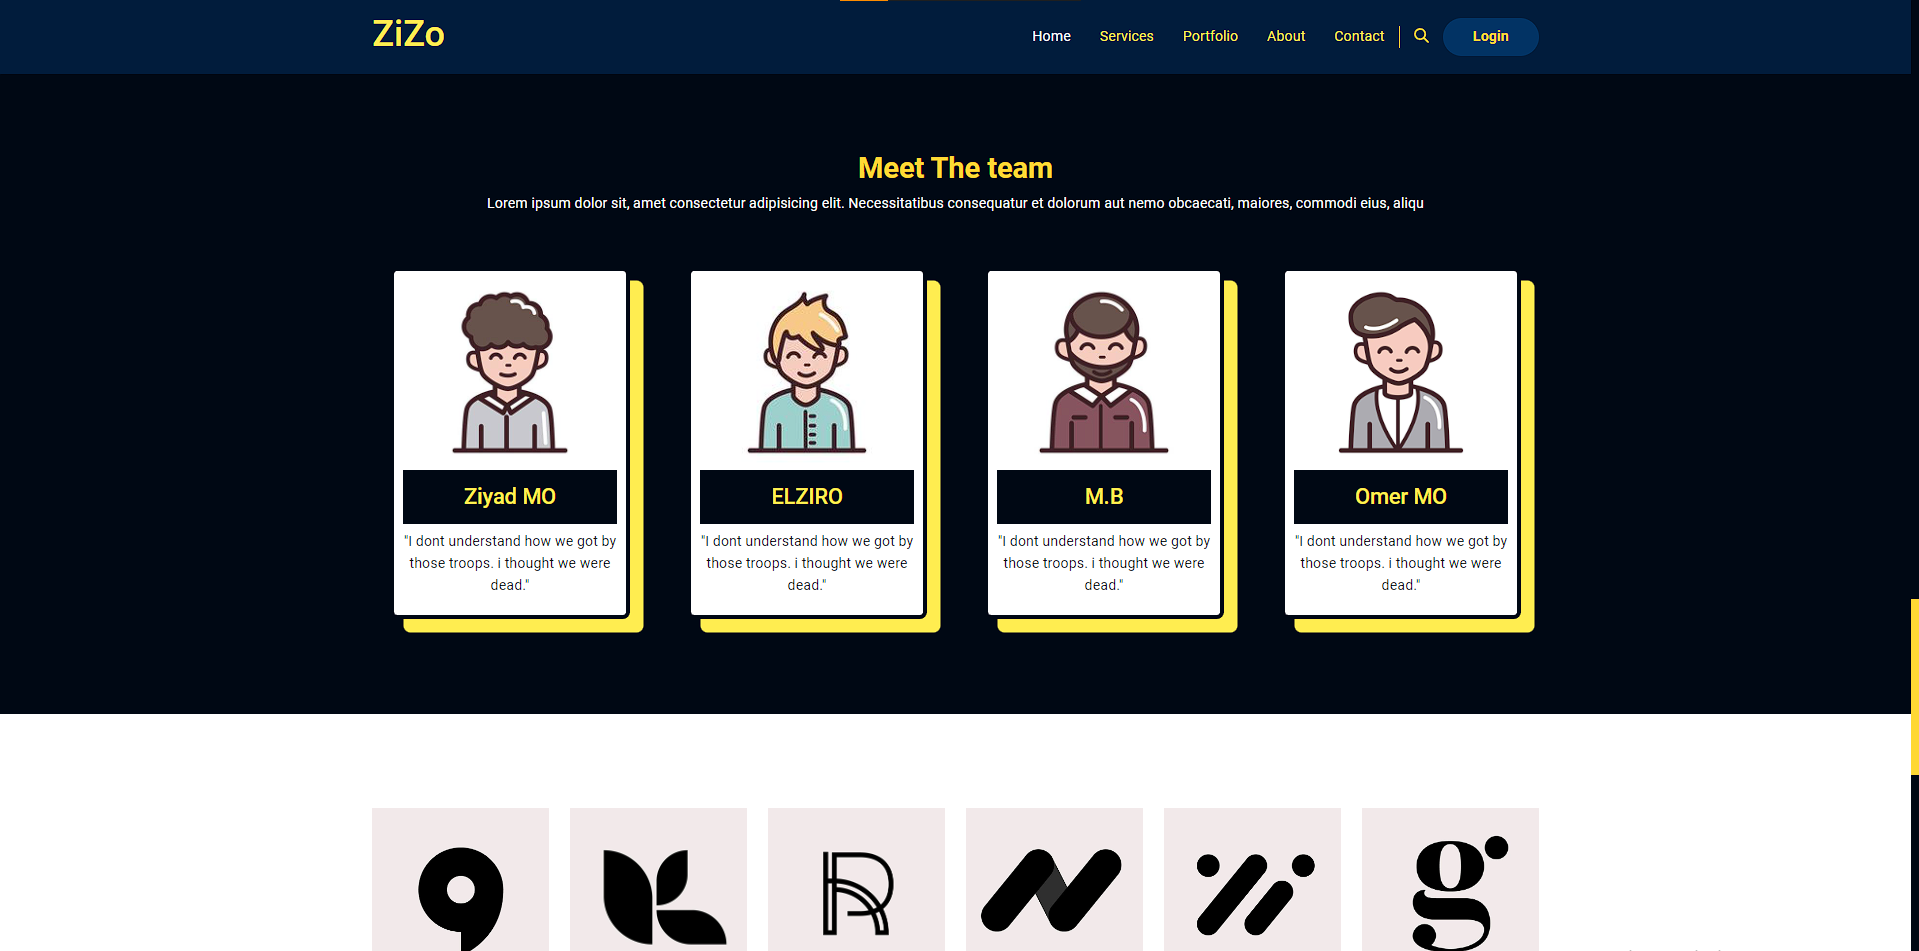 ZiZo
Home Services Portfolio About Contact Login
Meet The team
Lorem ipsum dolor sit, amet consectetur adipisicing elit. Necessitatibus consequatur et dolorum aut nemo obcaecati, maiores, commodi eius, aliqu
Ziyad MO
"I dont understand how we got by
those troops. i thought we were
dead."
ELZIRO
"I dont understand how we got by
those troops. i thought we were
dead."
M.B
"I dont understand how we got by
those troops. i thought we were
dead."
Omer MO
"I dont understand how we got by
those troops. i thought we were
dead."